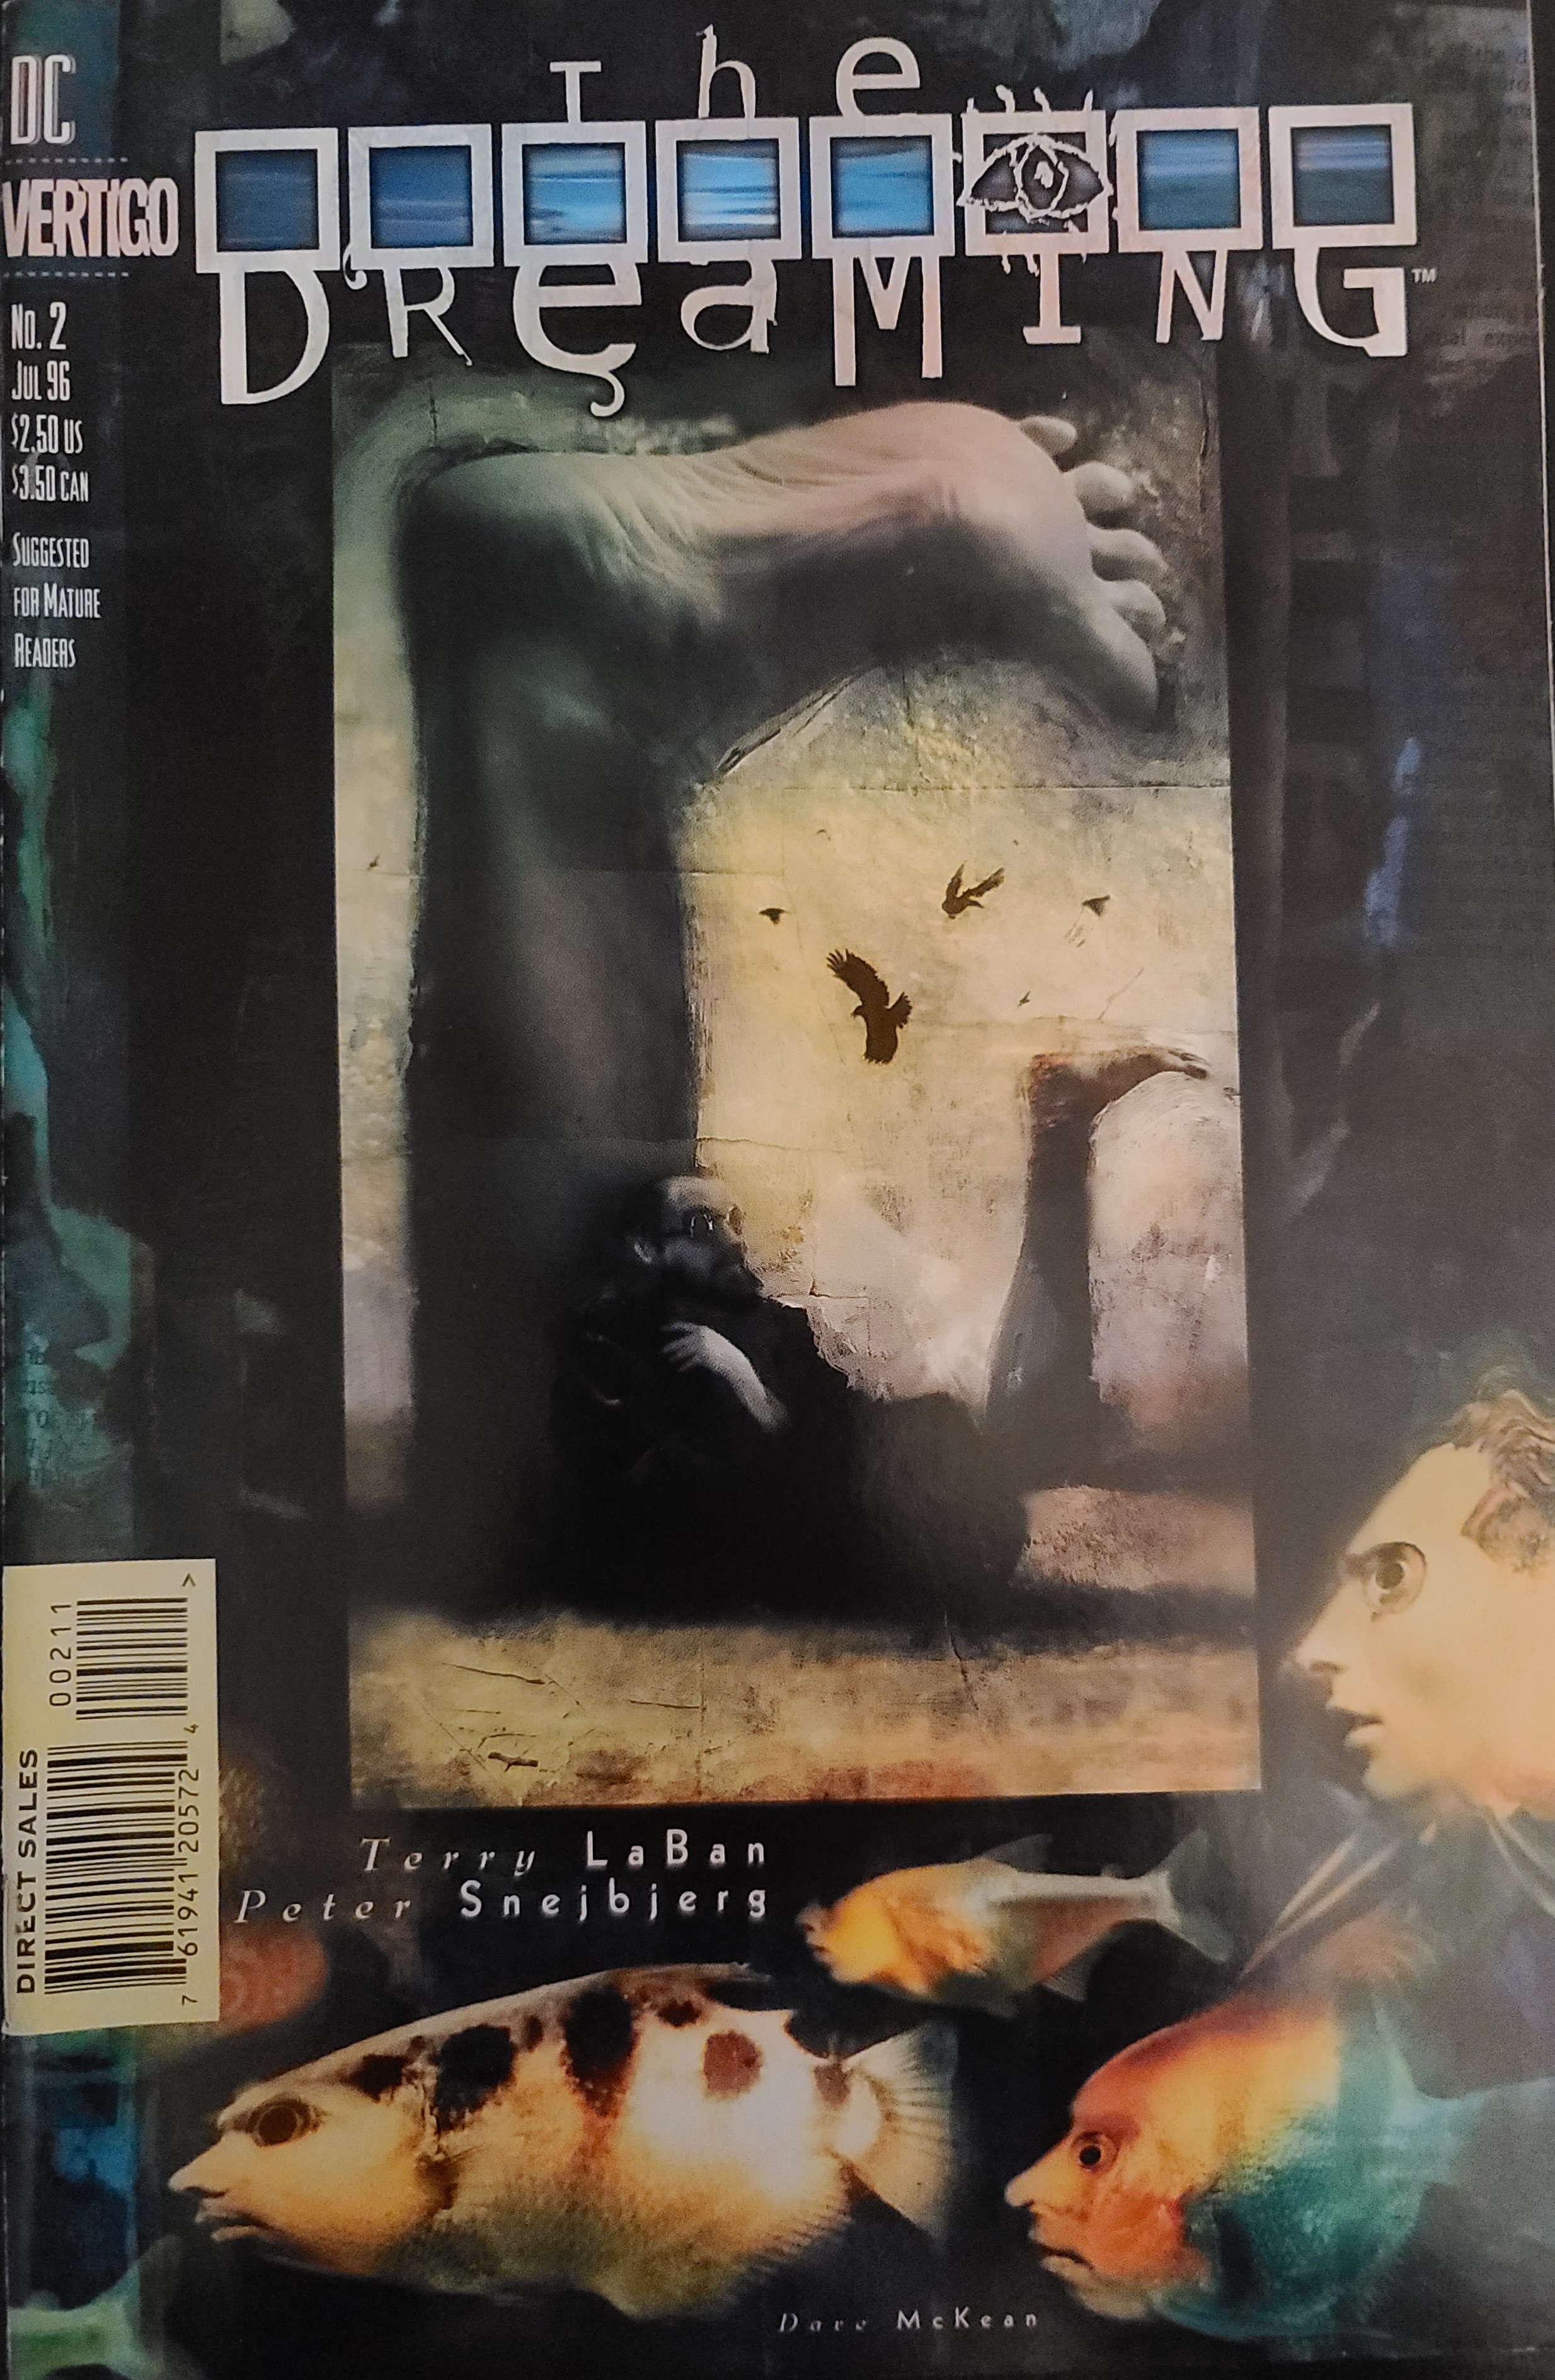 The
DREAMING™
DC
VERTIGO
No. 2
Jul 96
$2.50 US
$3.50 CAN
Suggested
for Mature
Readers
DIRECT SALES
7 61941 20572 4
00211
>
Terry LaBan
Peter Snejbjerg
Dave McKean